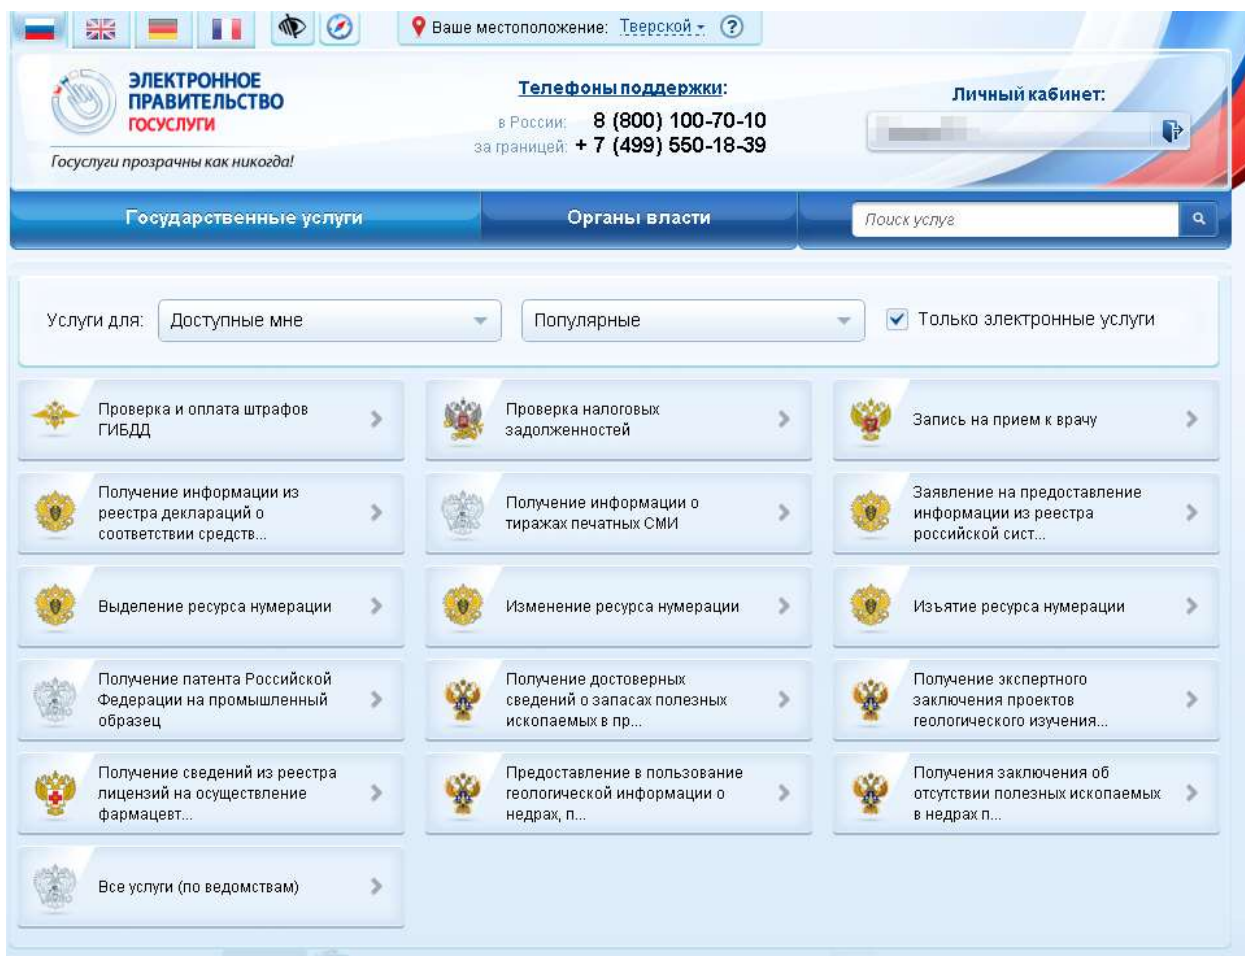 Ваше местоположение: Тверской
?
ЭЛЕКТРОННОЕ
ПРАВИТЕЛЬСТВО
ГОСУСЛУГИ
Госуслуги прозрачны как никогда!
Телефоны поддержки:
в России: 8 (800) 100-70-10
за границей: + 7 (499) 550-18-39
Личный кабинет:
Государственные услуги
Органы власти
Поиск услуг
Услуги для: Доступные мне
Популярные
Только электронные услуги
Проверка и оплата штрафов
ГИБДД
Проверка налоговых
задолженностей
Запись на прием к врачу
Получение информации из
реестра деклараций о
соответствии средств...
Получение информации о
тиражах печатных СМИ
Заявление на предоставление
информации из реестра
российской сист...
Выделение ресурса нумерации
Изменение ресурса нумерации
Изъятие ресурса нумерации
Получение патента Российской
Федерации на промышленный
образец
Получение достоверных
сведений о запасах полезных
ископаемых в пр...
Получение экспертного
заключения проектов
геологического изучения...
Получение сведений из реестра
лицензий на осуществление
фармацевт...
Предоставление в пользование
геологической информации о
недрах, п...
Получения заключения об
отсутствии полезных ископаемых
в недрах п...
Все услуги (по ведомствам)